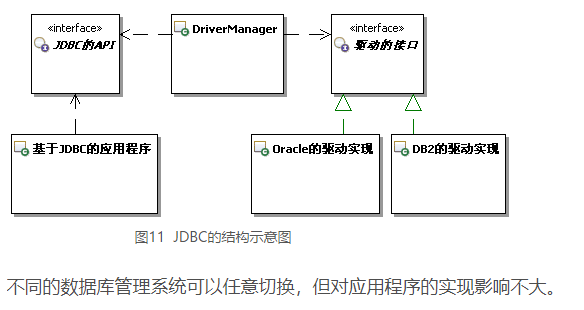 «interface»
JDBC的API
DriverManager
«interface»
驱动的接口
基于JDBC的应用程序
Oracle的驱动实现
DB2的驱动实现
图11 JDBC的结构示意图
不同的数据库管理系统可以任意切换，但对应用程序的实现影响不大。